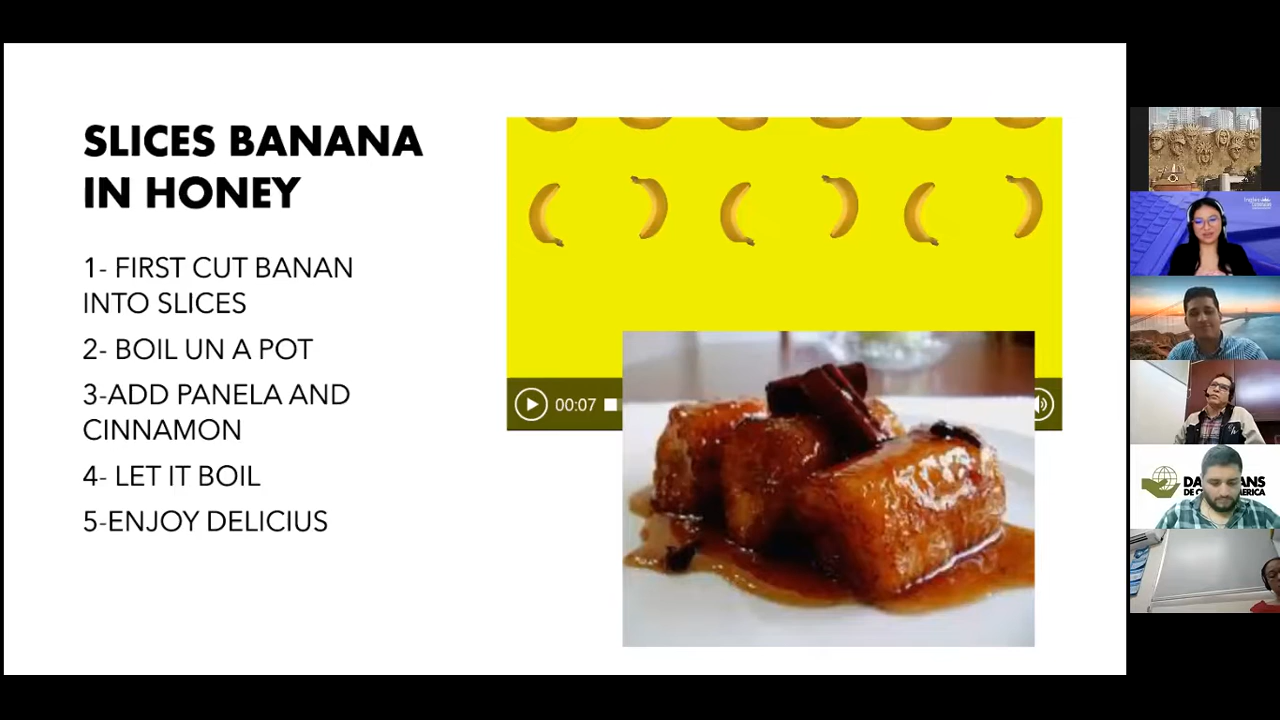 SLICES BANANA
IN HONEY
1- FIRST CUT BANAN
INTO SLICES
2- BOIL UN A POT
3-ADD PANELA AND
CINNAMON
4- LET IT BOIL
5-ENJOY DELICIUS
00:07
Inglés